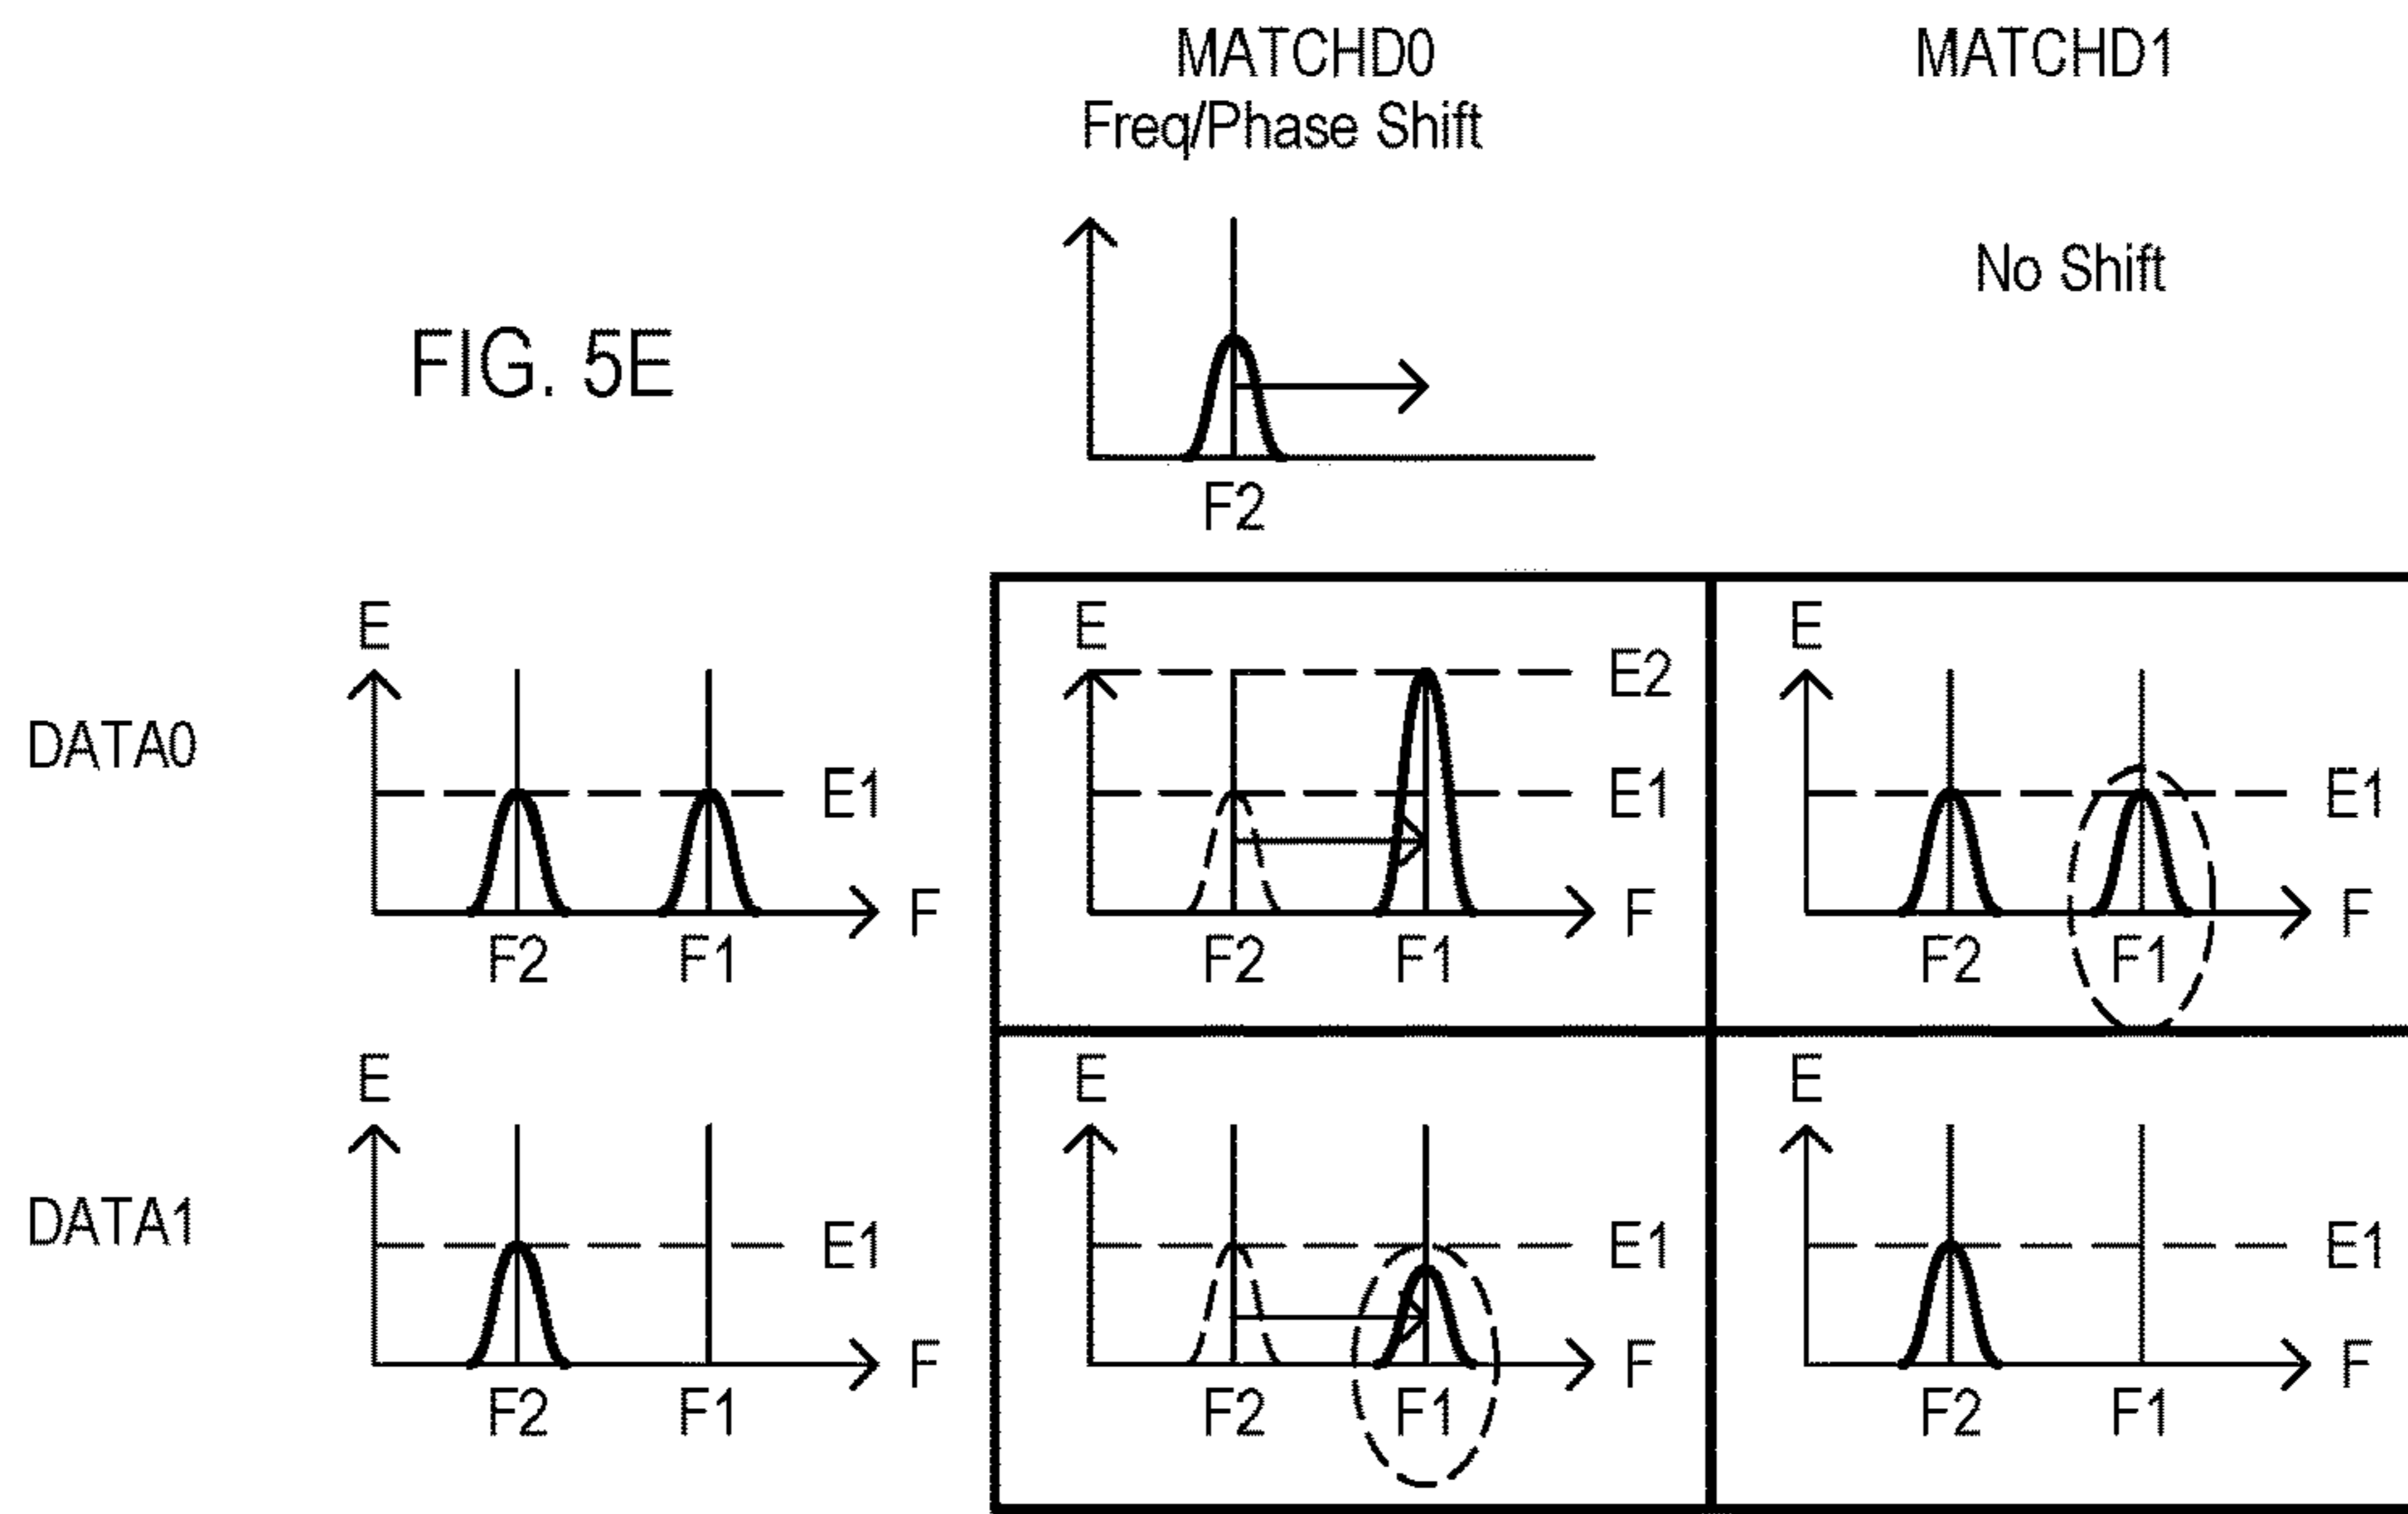 MATCHD0 MATCHD1
Freq/Phase Shift
No Shift
FIG. 5E
F2
E E E
E2
DATA0 E1 E1 E1
F F F
F2 F1 F2 F1 F2 F1
E E E
DATA1 E1 E1 E1
F F F
F2 F1 F2 F1 F2 F1